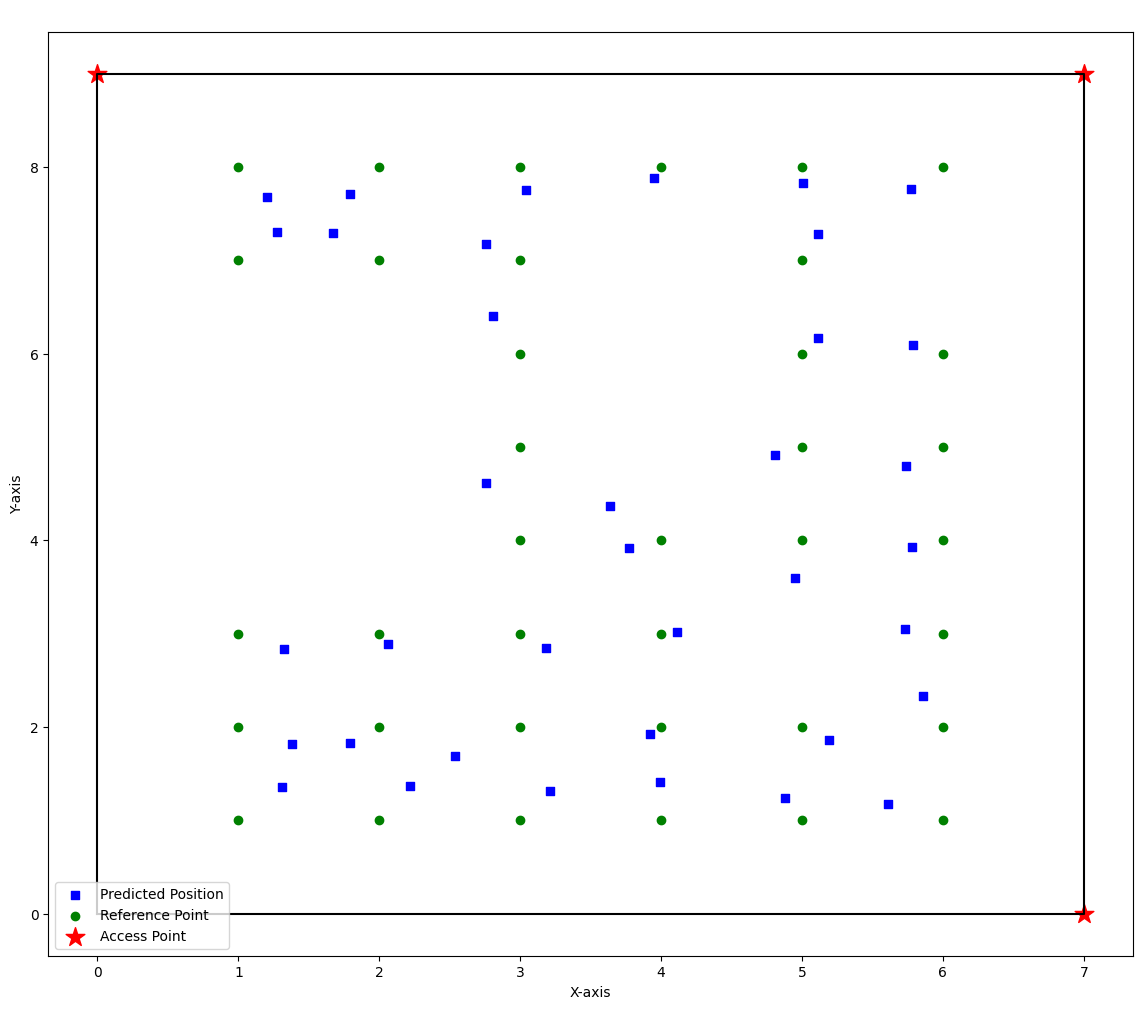 Y-axis
8
6
4
2
0
Predicted Position
Reference Point
Access Point
0 1 2 3 4 5 6 7
X-axis